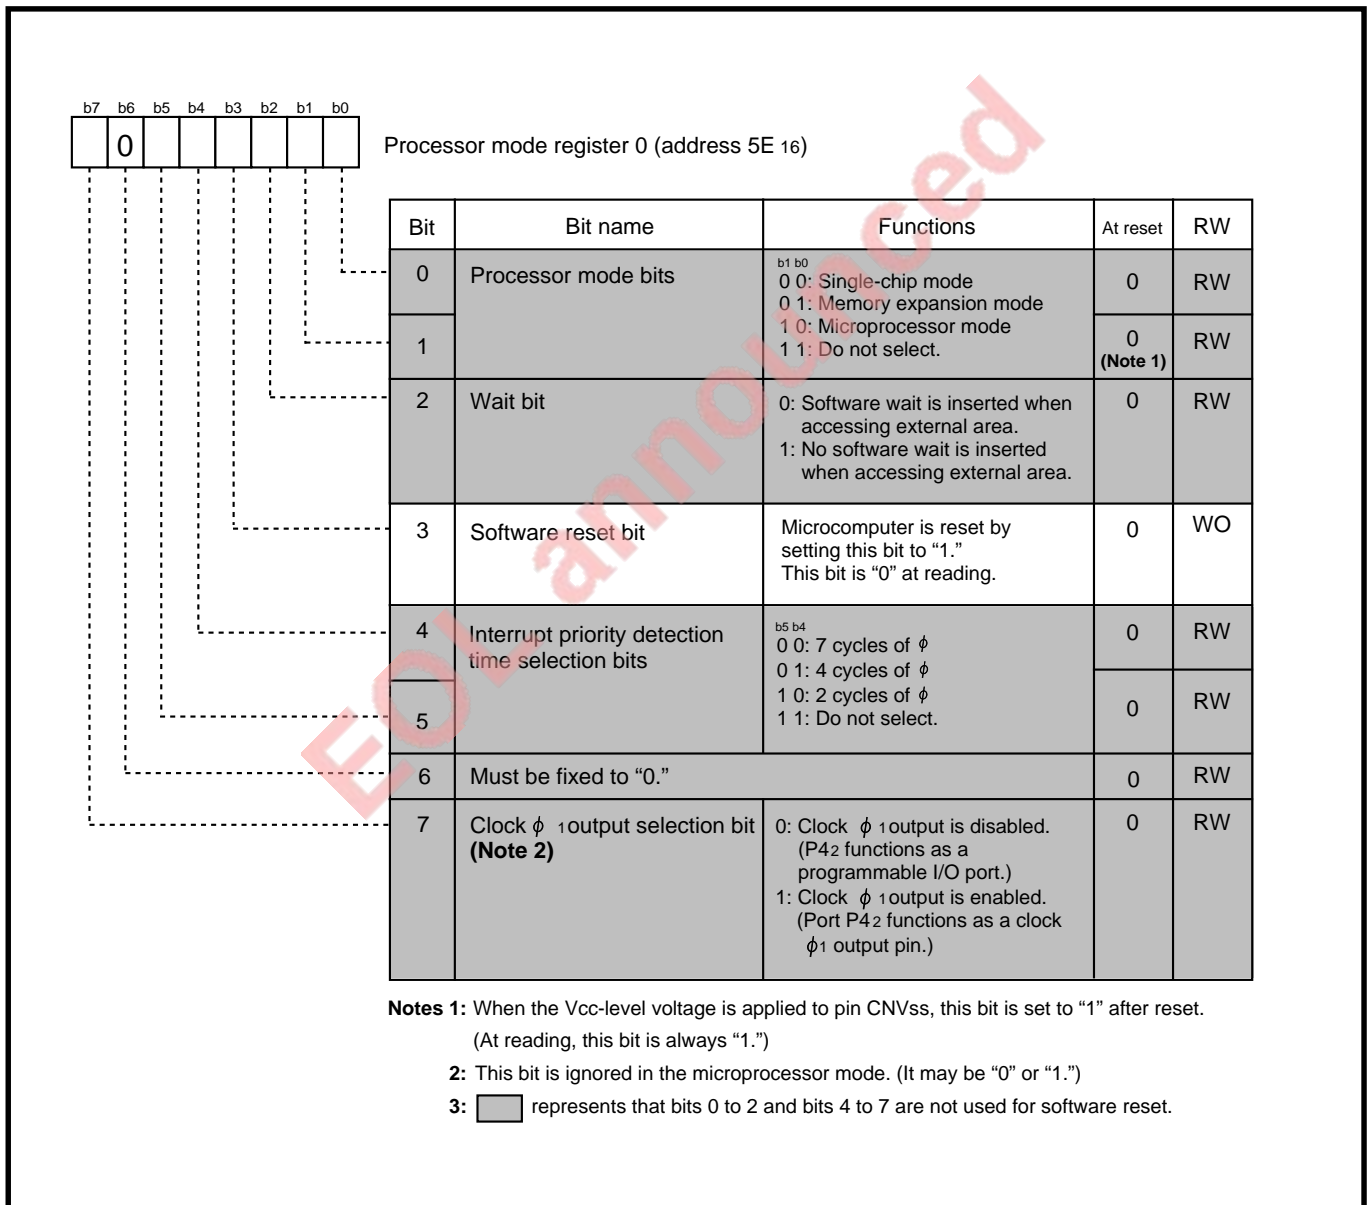 b7 b6 b5 b4 b3 b2 b1 b0
0
Processor mode register 0 (address 5E 16)
Bit Bit name Functions At reset RW
0 Processor mode bits
b1 b0
0 0: Single-chip mode
0 1: Memory expansion mode
1 0: Microprocessor mode
1 1: Do not select.
0 RW
1
0
(Note 1)
RW
2 Wait bit
0: Software wait is inserted when
accessing external area.
1: No software wait is inserted
when accessing external area.
0 RW
3 Software reset bit
Microcomputer is reset by
setting this bit to “1.”
This bit is “0” at reading.
0 WO
4 Interrupt priority detection
time selection bits
b5 b4
0 0: 7 cycles of ϕ
0 1: 4 cycles of ϕ
1 0: 2 cycles of ϕ
1 1: Do not select.
0 RW
5 0 RW
6 Must be fixed to “0.” 0 RW
7 Clock ϕ 1 output selection bit
(Note 2)
0: Clock ϕ 1 output is disabled.
(P42 functions as a
programmable I/O port.)
1: Clock ϕ 1 output is enabled.
(Port P42 functions as a clock
ϕ1 output pin.)
0 RW
Notes 1: When the Vcc-level voltage is applied to pin CNVss, this bit is set to “1” after reset.
(At reading, this bit is always “1.”)
2: This bit is ignored in the microprocessor mode. (It may be “0” or “1.”)
3: represents that bits 0 to 2 and bits 4 to 7 are not used for software reset.
EOL announced